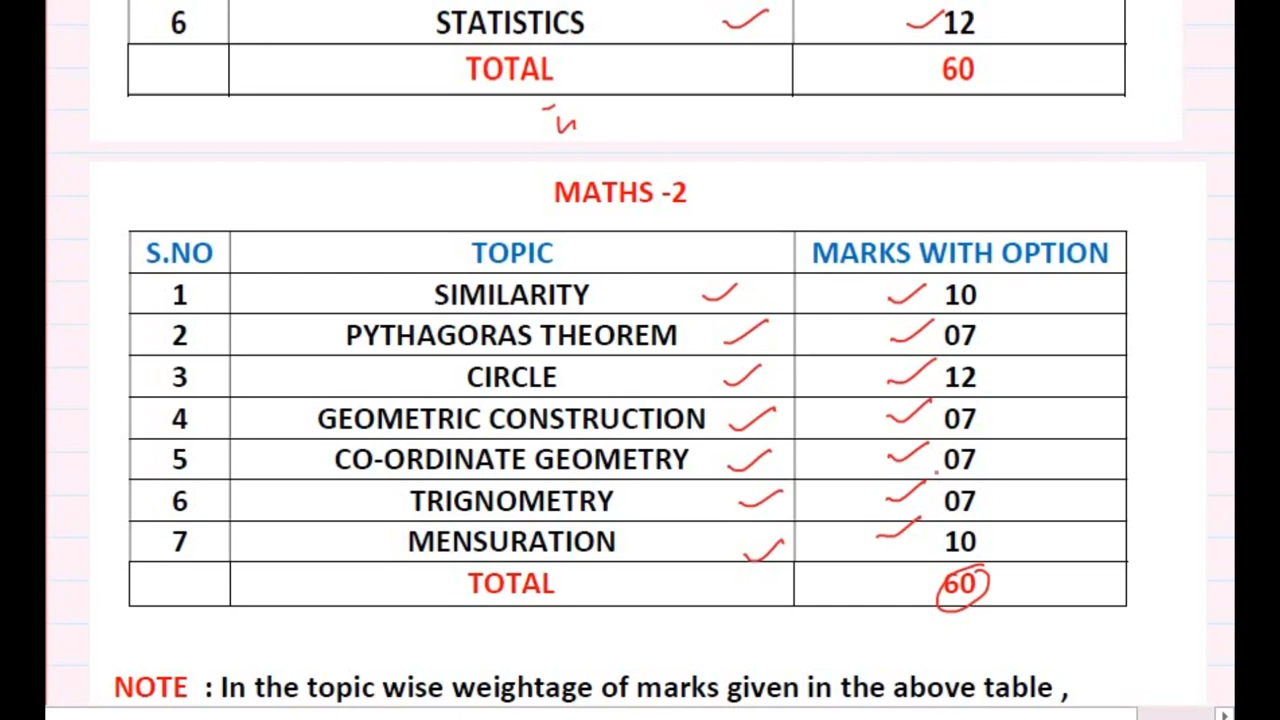 6 STATISTICS 12
TOTAL 60
MATHS -2
S.NO TOPIC MARKS WITH OPTION
1 SIMILARITY 10
2 PYTHAGORAS THEOREM 07
3 CIRCLE 12
4 GEOMETRIC CONSTRUCTION 07
5 CO-ORDINATE GEOMETRY 07
6 TRIGNOMETRY 07
7 MENSURATION 10
TOTAL 60
NOTE : In the topic wise weightage of marks given in the above table ,